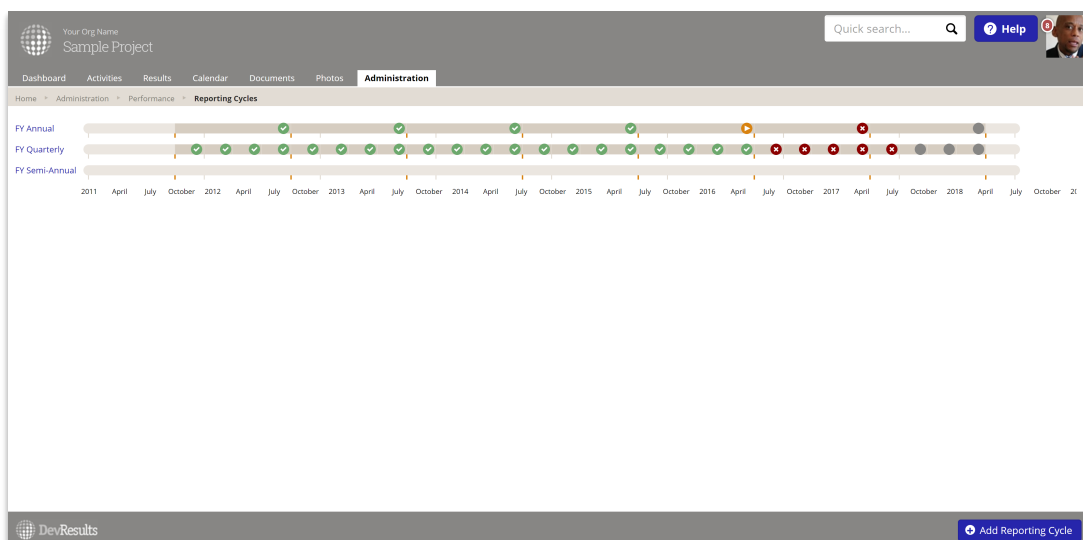 Your Org Name
Sample Project
Quick search...
Help
8
Dashboard Activities Results Calendar Documents Photos Administration
Home Administration Performance Reporting Cycles
FY Annual
FY Quarterly
FY Semi-Annual
2011 April July October 2012 April July October 2013 April July October 2014 April July October 2015 April July October 2016 April July October 2017 April July October 2018 April July October
DevResults
Add Reporting Cycle